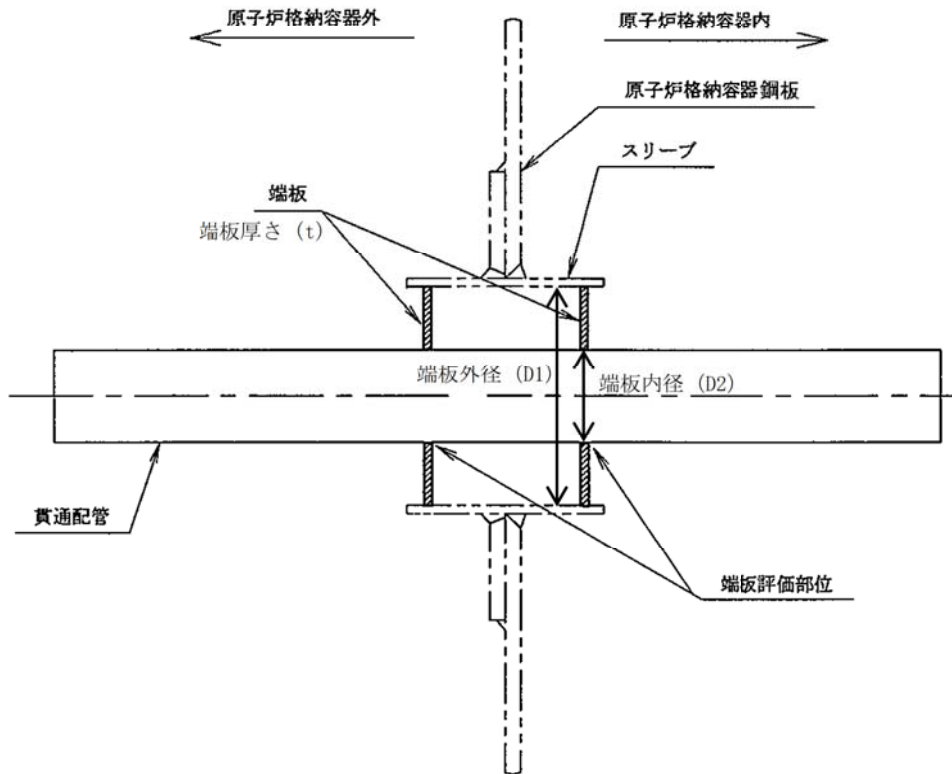 原子炉格納容器外
原子炉格納容器内
原子炉格納容器鋼板
スリーブ
端板
端板厚さ (t)
端板外径 (D1)
端板内径 (D2)
貫通配管
端板評価部位